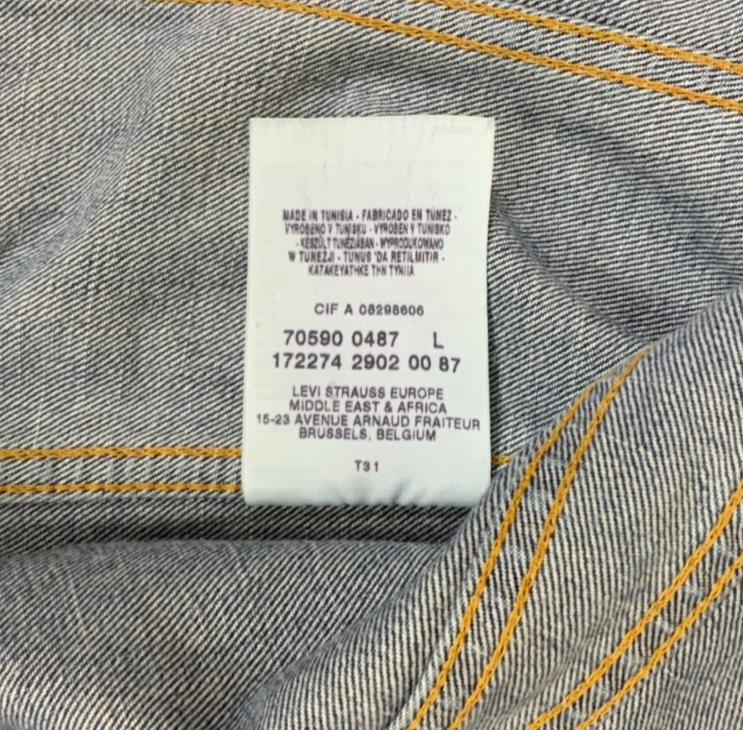 MADE IN TUNISIA - FABRICADO EN TÚNEZ -
VYROBENO V TUNISKU - VYROBEN V TUNISKO
- KÉSZÜLT TUNÉZIÁBAN - WYPRODUKOWANO
W TUNEZJI - TUNUS 'DA RETILMITIR -
KATAKEYATHKE THN TYNIIA
CIF A 08298606
70590 0487 L
172274 2902 00 87
LEVI STRAUSS EUROPE
MIDDLE EAST & AFRICA
15-23 AVENUE ARNAUD FRAITEUR
BRUSSELS, BELGIUM
T31